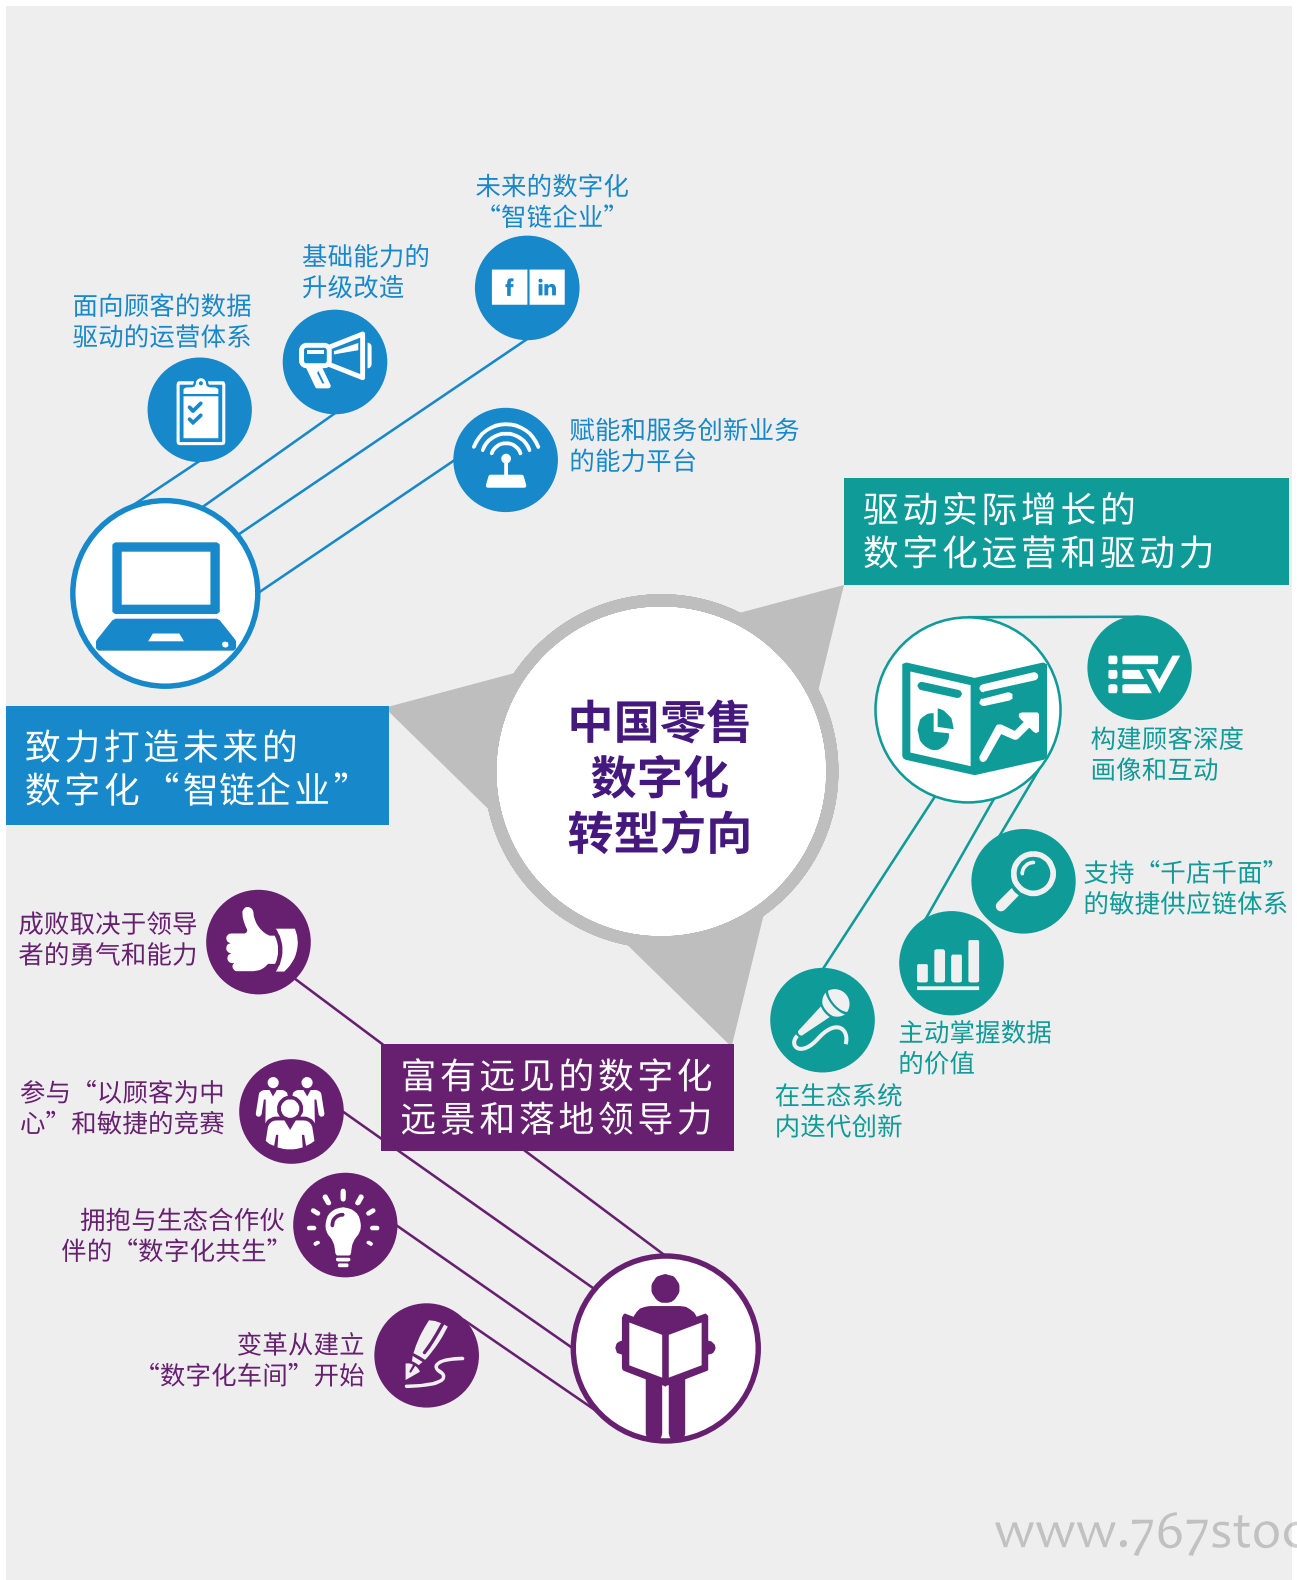 未来的数字化
“智链企业”
基础能力的
升级改造
面向顾客的数据
驱动的运营体系
f in
赋能和服务创新业务
的能力平台
驱动实际增长的
数字化运营和驱动力
致力打造未来的
数字化“智链企业”
中国零售
数字化
转型方向
构建顾客深度
画像和互动
支持“千店千面”
的敏捷供应链体系
主动掌握数据
的价值
在生态系统
内迭代创新
成败取决于领导
者的勇气和能力
富有远见的数字化
远景和落地领导力
参与“以顾客为中
心”和敏捷的竞赛
拥抱与生态合作伙
伴的“数字化共生”
变革从建立
“数字化车间”开始
www.767stoc